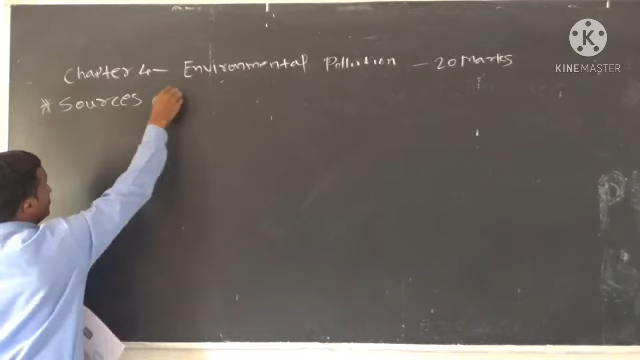 Chapter 4 - Environmental Pollution - 20 Marks
* Sources
KINEMASTER